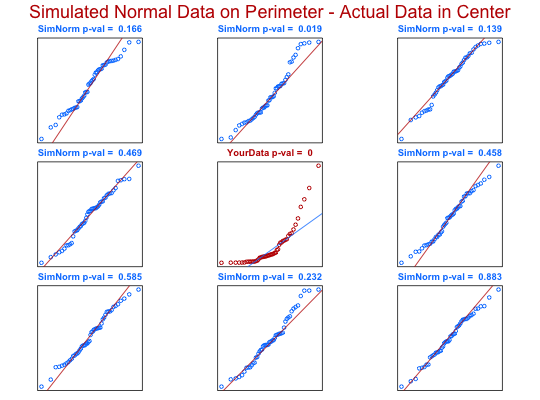 Simulated Normal Data on Perimeter - Actual Data in Center
SimNorm p-val = 0.166
SimNorm p-val = 0.019
SimNorm p-val = 0.139
SimNorm p-val = 0.469
YourData p-val = 0
SimNorm p-val = 0.458
SimNorm p-val = 0.585
SimNorm p-val = 0.232
SimNorm p-val = 0.883